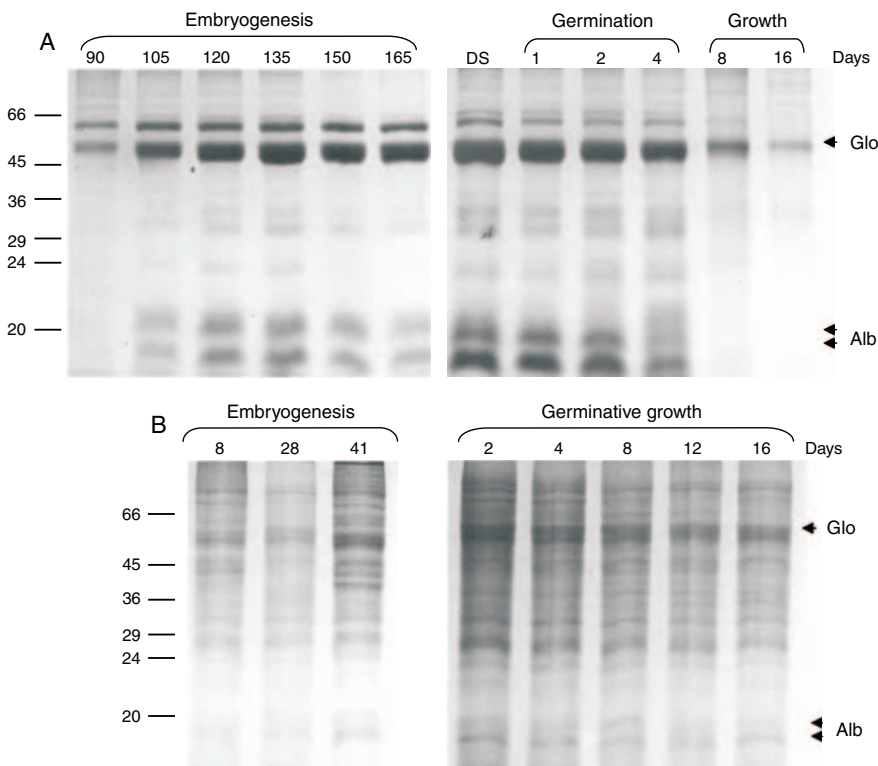 A
Embryogenesis
Germination
Growth
90 105 120 135 150 165
DS 1 2 4 8 16 Days
66
45
36
29
24
20
Glo
Alb
B
Embryogenesis
Germinative growth
8 28 41
2 4 8 12 16 Days
66
45
36
29
24
20
Glo
Alb